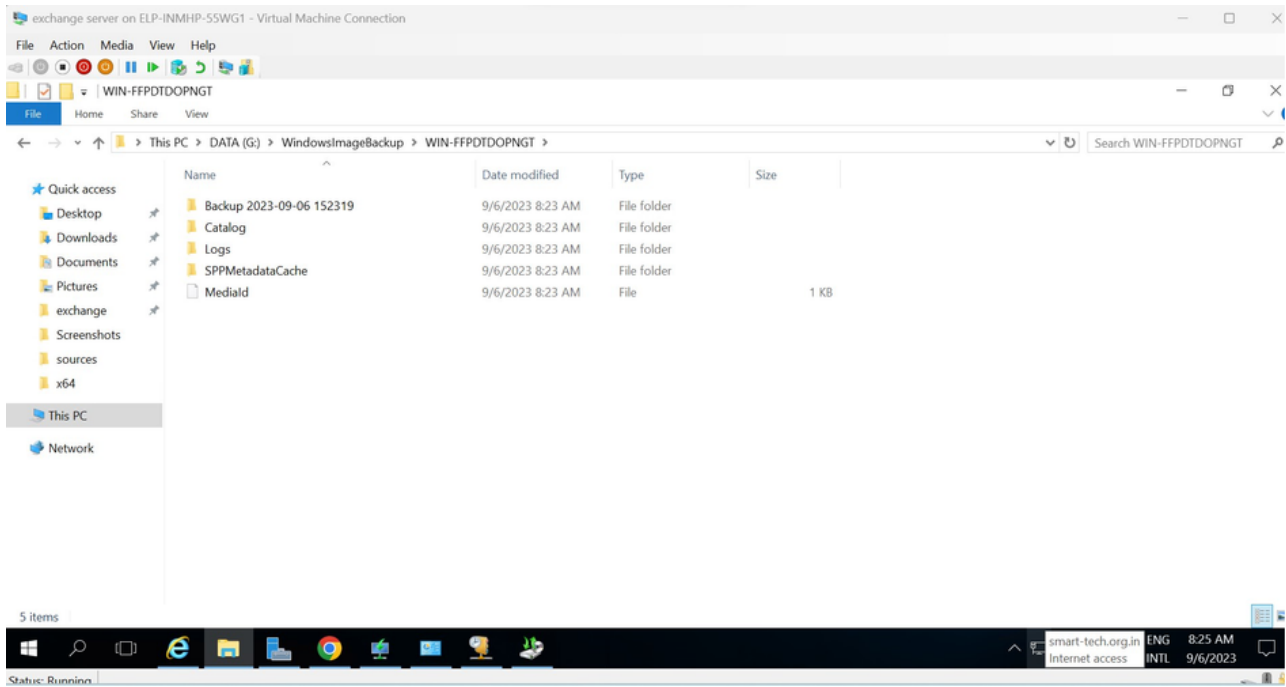 exchange server on ELP-INMHP-55WG1 - Virtual Machine Connection
File Action Media View Help
WIN-FFPDTDOPNGT
File Home Share View
This PC > DATA (G:) > WindowsImageBackup > WIN-FFPDTDOPNGT >
Search WIN-FFPDTDOPNGT
Name Date modified Type Size
Quick access
Desktop
Downloads
Documents
Pictures
exchange
Screenshots
sources
x64
This PC
Network
Backup 2023-09-06 152319 9/6/2023 8:23 AM File folder
Catalog 9/6/2023 8:23 AM File folder
Logs 9/6/2023 8:23 AM File folder
SPPMetadataCache 9/6/2023 8:23 AM File folder
MediaId 9/6/2023 8:23 AM File 1 KB
5 items
smart-tech.org.in
Internet access
ENG
INTL
8:25 AM
9/6/2023
Status: Running